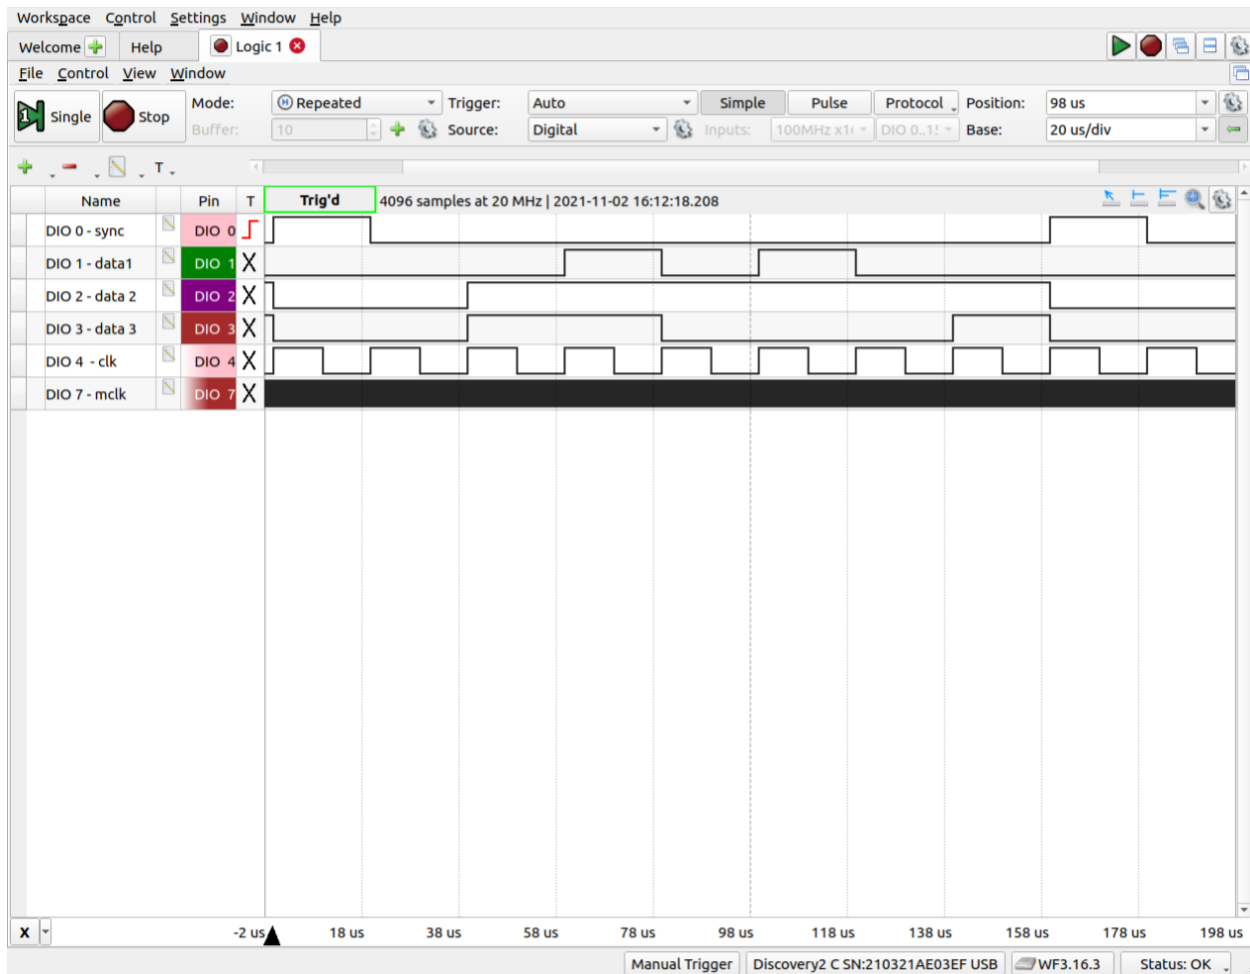 Workspace Control Settings Window Help
Welcome Help Logic 1
File Control View Window
Single Stop Mode: Repeated Trigger: Auto Simple Pulse Protocol Position: 98 us
Buffer: 10 Source: Digital Inputs: 100MHz x1 DIO 0..1 Base: 20 us/div
T
Name Pin T Trig'd 4096 samples at 20 MHz | 2021-11-02 16:12:18.208
DIO 0 - sync DIO 0
DIO 1 - data1 DIO 1 X
DIO 2 - data 2 DIO 2 X
DIO 3 - data 3 DIO 3 X
DIO 4 - clk DIO 4 X
DIO 7 - mclk DIO 7 X
X -2 us 18 us 38 us 58 us 78 us 98 us 118 us 138 us 158 us 178 us 198 us
Manual Trigger Discovery2 C SN:210321AE03EF USB WF3.16.3 Status: OK